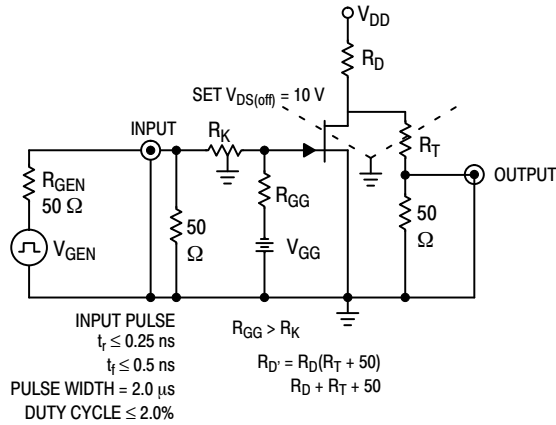 VDD
RD
SET VDS(off) = 10 V
INPUT
RK
RT
OUTPUT
RGEN
50 Ω
RGG
50
Ω
50
Ω
VGEN
VGG
INPUT PULSE
tr ≤ 0.25 ns
tf ≤ 0.5 ns
PULSE WIDTH = 2.0 μs
DUTY CYCLE ≤ 2.0%
RGG > RK
RD' = RD(RT + 50)
RD + RT + 50